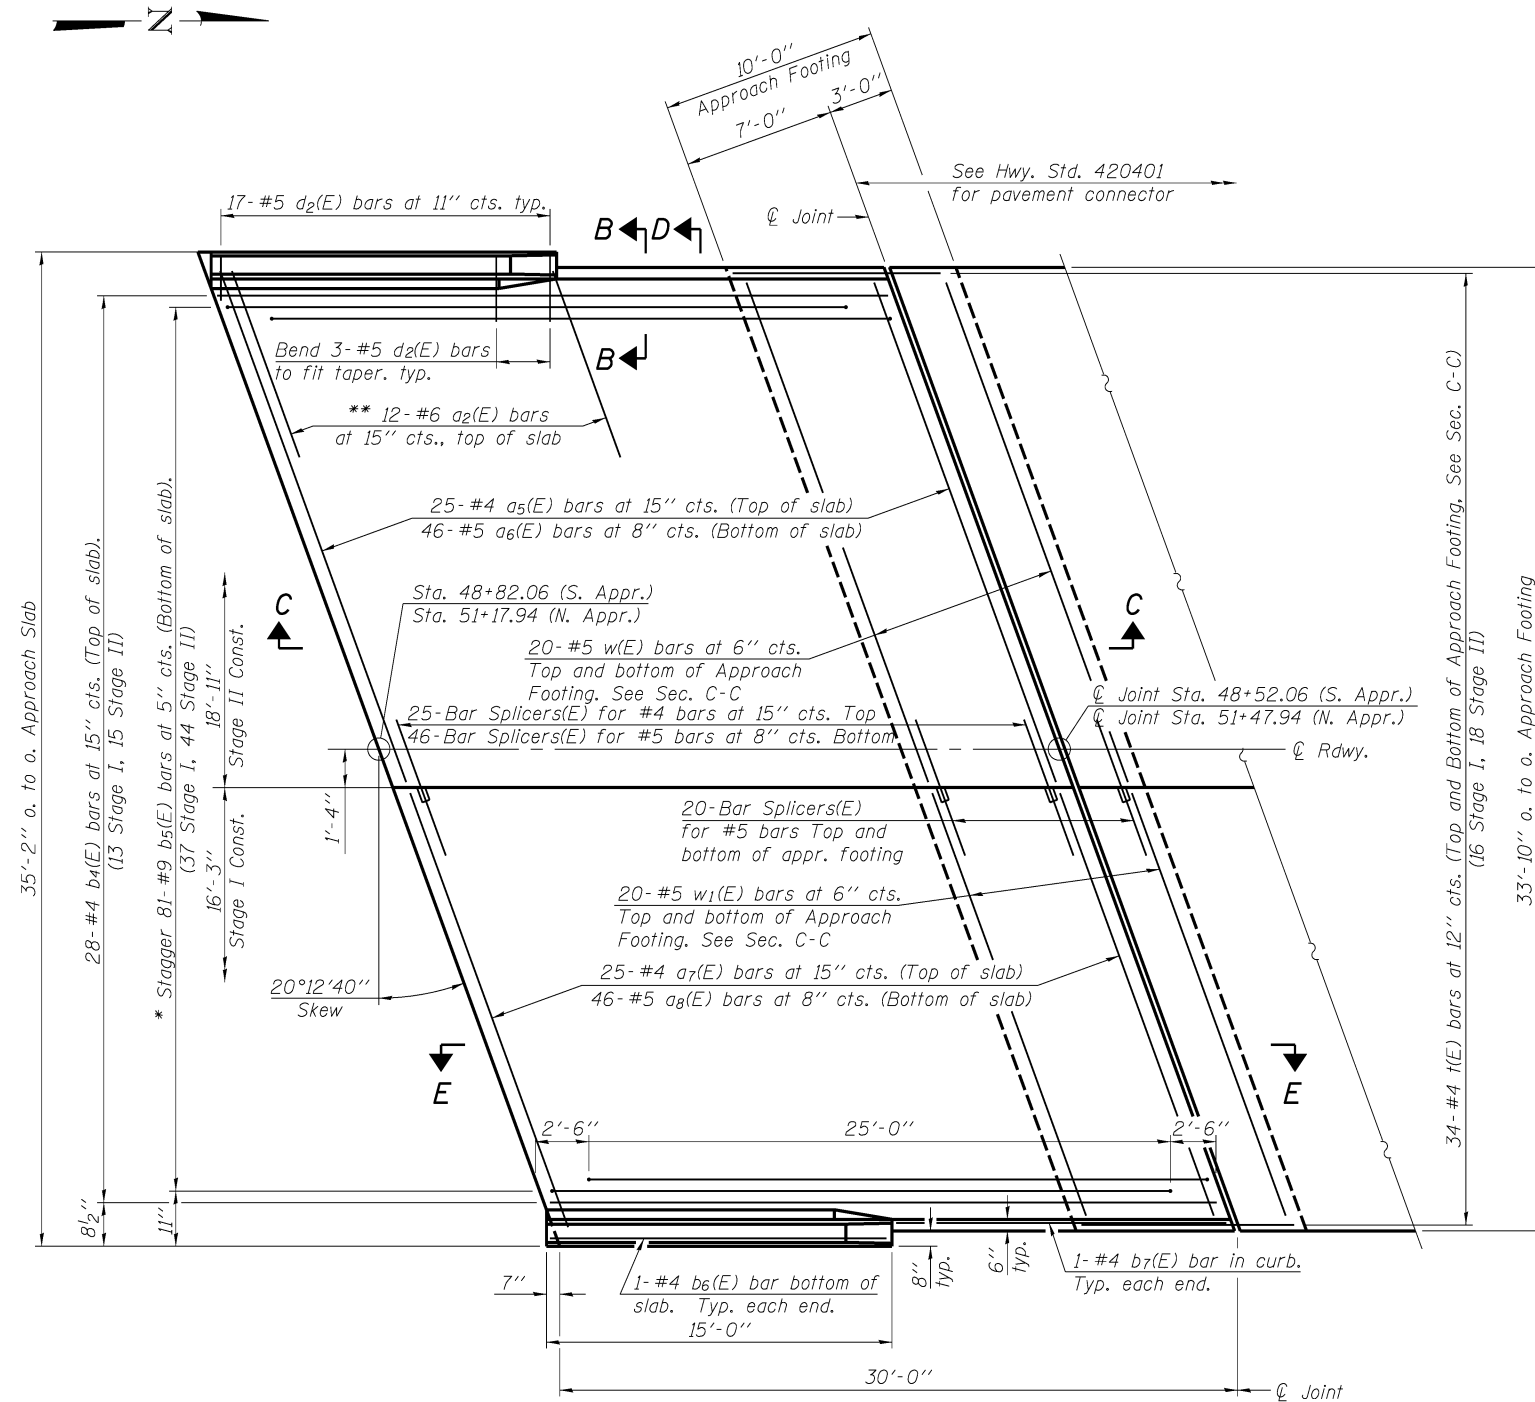 N
10'-0"
Approach Footing
3'-0"
7'-0"
See Hwy. Std. 420401
for pavement connector
17-#5 d2(E) bars at 11" cts. typ.
B
D
℄ Joint
B
Bend 3-#5 d2(E) bars
to fit taper. typ.
** 12-#6 a2(E) bars
at 15" cts., top of slab
25-#4 a5(E) bars at 15" cts. (Top of slab)
46-#5 a6(E) bars at 8" cts. (Bottom of slab)
Sta. 48+82.06 (S. Appr.)
Sta. 51+17.94 (N. Appr.)
C
C
20-#5 w(E) bars at 6" cts.
Top and bottom of Approach
Footing. See Sec. C-C
℄ Joint Sta. 48+52.06 (S. Appr.)
℄ Joint Sta. 51+47.94 (N. Appr.)
25-Bar Splicers(E) for #4 bars at 15" cts. Top
46-Bar Splicers(E) for #5 bars at 8" cts. Bottom
℄ Rdwy.
35'-2" o. to o. Approach Slab
28-#4 b4(E) bars at 15" cts. (Top of slab).
(13 Stage I, 15 Stage II)
* Stagger 81-#9 b5(E) bars at 5" cts. (Bottom of slab).
(37 Stage I, 44 Stage II)
18'-11"
Stage II Const.
16'-3"
Stage I Const.
1'-4"
20-Bar Splicers(E)
for #5 bars Top and
bottom of appr. footing
20-#5 w1(E) bars at 6" cts.
Top and bottom of Approach
Footing. See Sec. C-C
25-#4 a7(E) bars at 15" cts. (Top of slab)
46-#5 a8(E) bars at 8" cts. (Bottom of slab)
20°12'40"
Skew
34-#4 t(E) bars at 12" cts. (Top and Bottom of Approach Footing, See Sec. C-C)
(16 Stage I, 18 Stage II)
33'-10" o. to o. Approach Footing
E
E
2'-6"
25'-0"
2'-6"
8½"
11"
7"
1-#4 b6(E) bar bottom of
slab. Typ. each end.
8"
typ.
6"
typ.
1-#4 b7(E) bar in curb.
Typ. each end.
15'-0"
30'-0"
℄ Joint